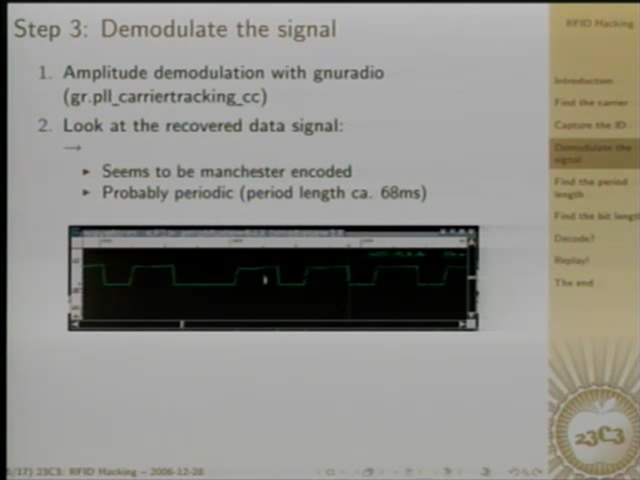 Step 3: Demodulate the signal
1. Amplitude demodulation with gnuradio
(gr.pll_carriertracking_cc)
2. Look at the recovered data signal:
→
▸ Seems to be manchester encoded
▸ Probably periodic (period length ca. 68ms)
/17) 23C3: RFID Hacking – 2006-12-28
RFID Hacking
Introduction
Find the carrier
Capture the ID
Demodulate the
signal
Find the period
length
Find the bit length
Decode?
Replay!
The end
23C3